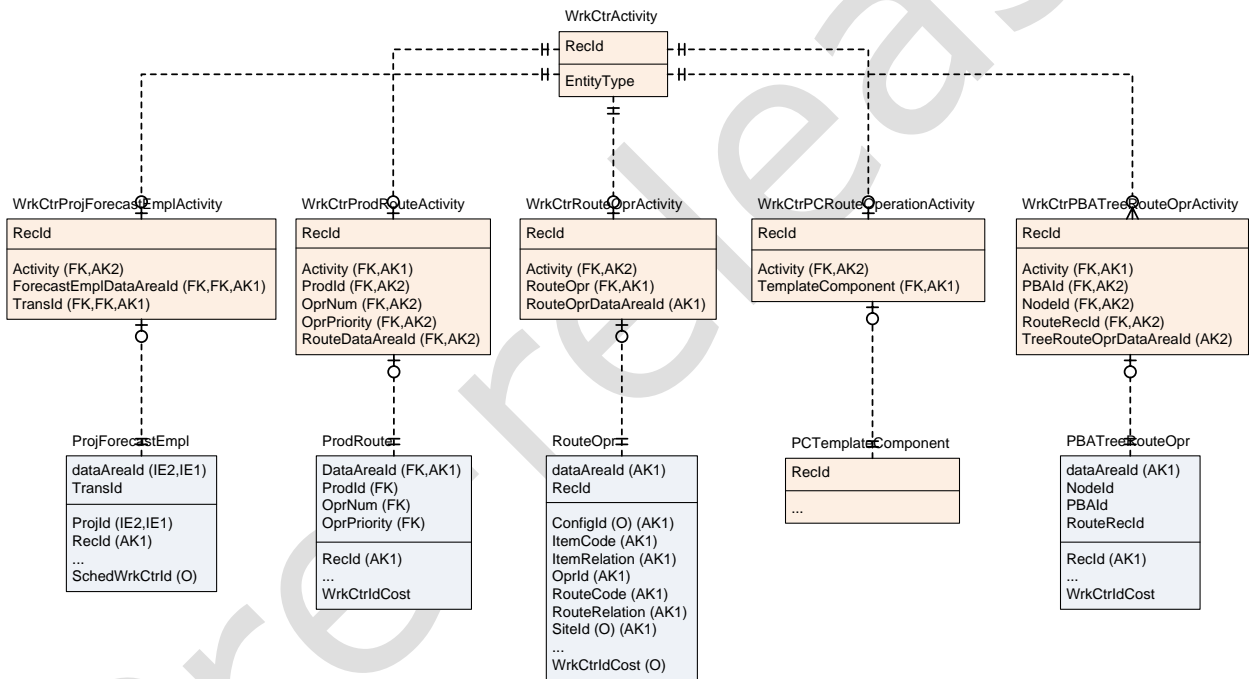 WrkCtrActivity
RecId
EntityType
WrkCtrProjForecastEmplActivity
RecId
Activity (FK,AK2)
ForecastEmplDataAreaId (FK,FK,AK1)
TransId (FK,FK,AK1)
WrkCtrProdRouteActivity
RecId
Activity (FK,AK1)
ProdId (FK,AK2)
OprNum (FK,AK2)
OprPriority (FK,AK2)
RouteDataAreaId (FK,AK2)
WrkCtrRouteOprActivity
RecId
Activity (FK,AK2)
RouteOpr (FK,AK1)
RouteOprDataAreaId (AK1)
WrkCtrPCRouteOperationActivity
RecId
Activity (FK,AK2)
TemplateComponent (FK,AK1)
WrkCtrPBATreeRouteOprActivity
RecId
Activity (FK,AK1)
PBAId (FK,AK2)
NodeId (FK,AK2)
RouteRecId (FK,AK2)
TreeRouteOprDataAreaId (AK2)
ProjForecastEmpl
dataAreaId (IE2,IE1)
TransId
ProjId (IE2,IE1)
RecId (AK1)
...
SchedWrkCtrId (O)
ProdRoute
DataAreaId (FK,AK1)
ProdId (FK)
OprNum (FK)
OprPriority (FK)
RecId (AK1)
...
WrkCtrIdCost
RouteOpr
dataAreaId (AK1)
RecId
ConfigId (O) (AK1)
ItemCode (AK1)
ItemRelation (AK1)
OprId (AK1)
RouteCode (AK1)
RouteRelation (AK1)
SiteId (O) (AK1)
...
WrkCtrIdCost (O)
PCTemplateComponent
RecId
...
PBATreeRouteOpr
dataAreaId (AK1)
NodeId
PBAId
RouteRecId
RecId (AK1)
...
WrkCtrIdCost